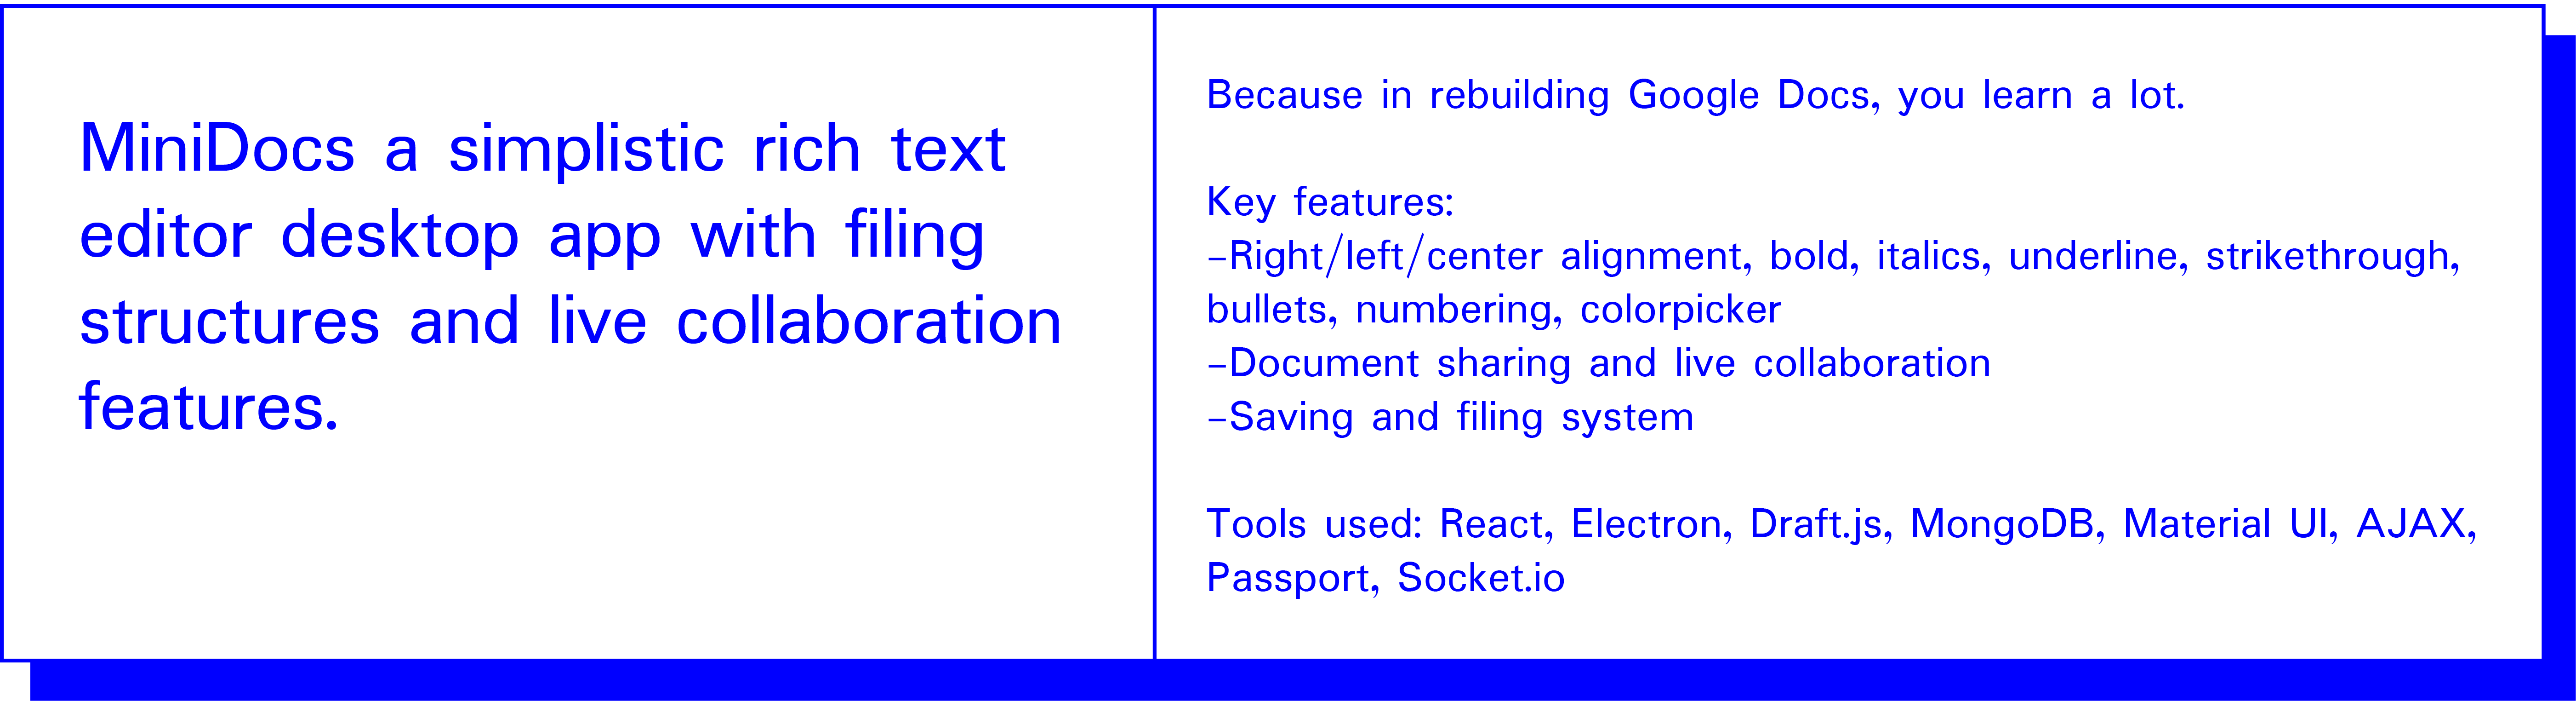 MiniDocs a simplistic rich text
editor desktop app with filing
structures and live collaboration
features.
Because in rebuilding Google Docs, you learn a lot.
Key features:
–Right/left/center alignment, bold, italics, underline, strikethrough,
bullets, numbering, colorpicker
–Document sharing and live collaboration
–Saving and filing system
Tools used: React, Electron, Draft.js, MongoDB, Material UI, AJAX,
Passport, Socket.io